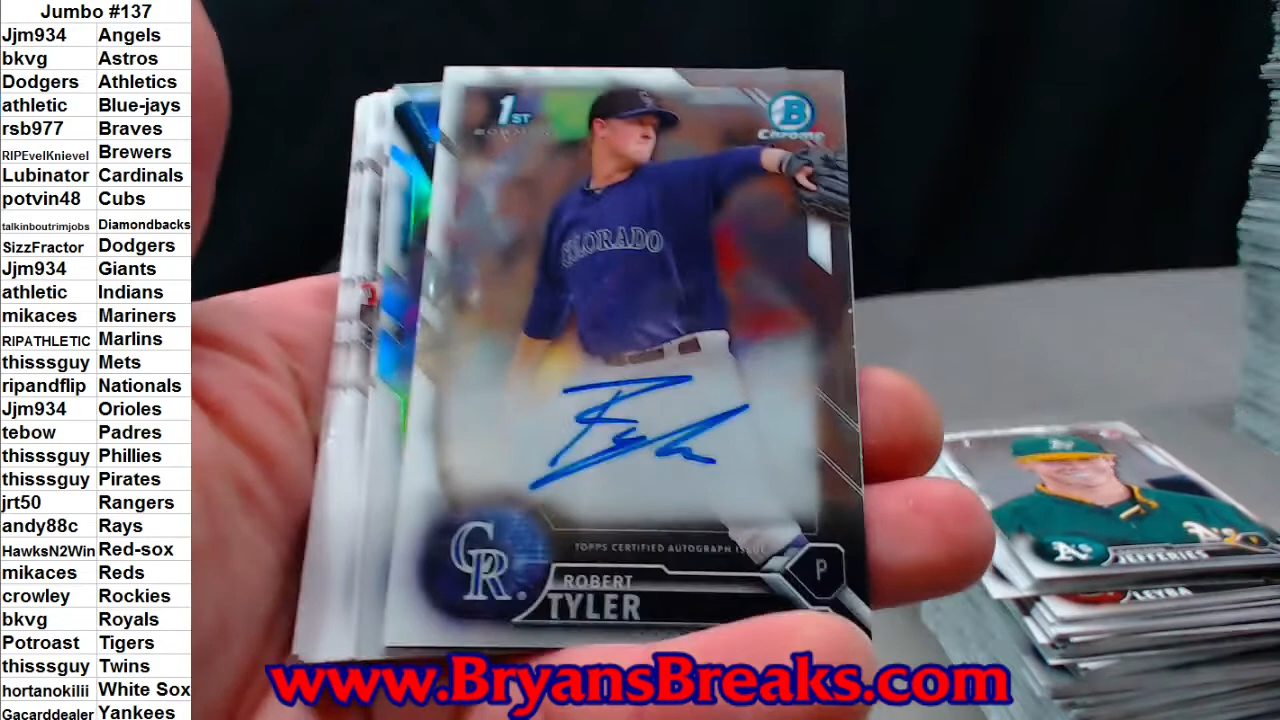 Jumbo #137
Jjm934 Angels
bkvg Astros
Dodgers Athletics
athletic Blue-jays
rsb977 Braves
RIPEvelKnievel Brewers
Lubinator Cardinals
potvin48 Cubs
talkinboutrimjobs Diamondbacks
SizzFractor Dodgers
Jjm934 Giants
athletic Indians
mikaces Mariners
RIPATHLETIC Marlins
thisssguy Mets
ripandflip Nationals
Jjm934 Orioles
tebow Padres
thisssguy Phillies
thisssguy Pirates
jrt50 Rangers
andy88c Rays
HawksN2Win Red-sox
mikaces Reds
crowley Rockies
bkvg Royals
Potroast Tigers
thisssguy Twins
hortanokilii White Sox
Gacarddealer Yankees
1ST
BOWMAN
B
Chrome
COLORADO
TOPPS CERTIFIED AUTOGRAPH ISSUE
CR.
P
ROBERT
TYLER
A's
A's
JEFFERIES
LEYBA
www.BryansBreaks.com